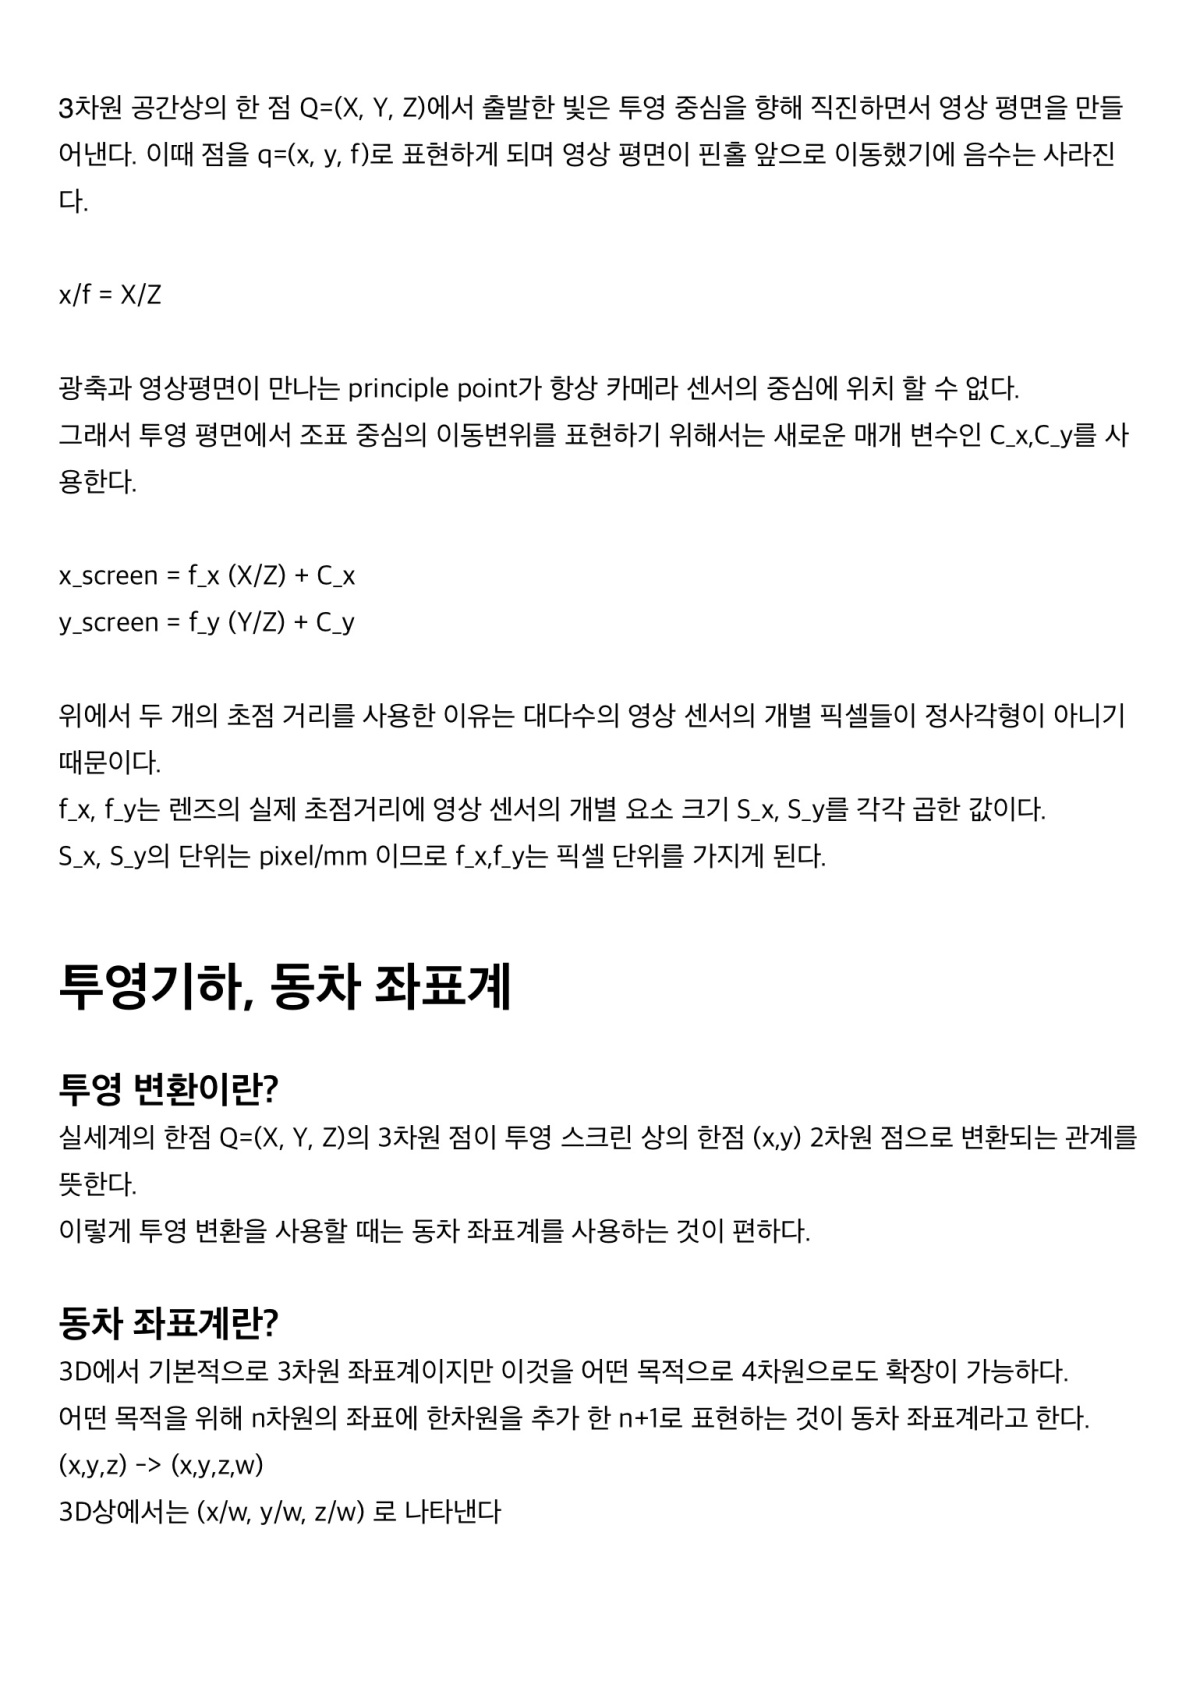 3차원 공간상의 한 점 Q=(X, Y, Z)에서 출발한 빛은 투영 중심을 향해 직진하면서 영상 평면을 만들
어낸다. 이때 점을 q=(x, y, f)로 표현하게 되며 영상 평면이 핀홀 앞으로 이동했기에 음수는 사라진
다.
x/f = X/Z
광축과 영상평면이 만나는 principle point가 항상 카메라 센서의 중심에 위치 할 수 없다.
그래서 투영 평면에서 조표 중심의 이동변위를 표현하기 위해서는 새로운 매개 변수인 C_x,C_y를 사
용한다.
x_screen = f_x (X/Z) + C_x
y_screen = f_y (Y/Z) + C_y
위에서 두 개의 초점 거리를 사용한 이유는 대다수의 영상 센서의 개별 픽셀들이 정사각형이 아니기
때문이다.
f_x, f_y는 렌즈의 실제 초점거리에 영상 센서의 개별 요소 크기 S_x, S_y를 각각 곱한 값이다.
S_x, S_y의 단위는 pixel/mm 이므로 f_x,f_y는 픽셀 단위를 가지게 된다.
투영기하, 동차 좌표계
투영 변환이란?
실세계의 한점 Q=(X, Y, Z)의 3차원 점이 투영 스크린 상의 한점 (x,y) 2차원 점으로 변환되는 관계를
뜻한다.
이렇게 투영 변환을 사용할 때는 동차 좌표계를 사용하는 것이 편하다.
동차 좌표계란?
3D에서 기본적으로 3차원 좌표계이지만 이것을 어떤 목적으로 4차원으로도 확장이 가능하다.
어떤 목적을 위해 n차원의 좌표에 한차원을 추가 한 n+1로 표현하는 것이 동차 좌표계라고 한다.
(x,y,z) -> (x,y,z,w)
3D상에서는 (x/w, y/w, z/w) 로 나타낸다